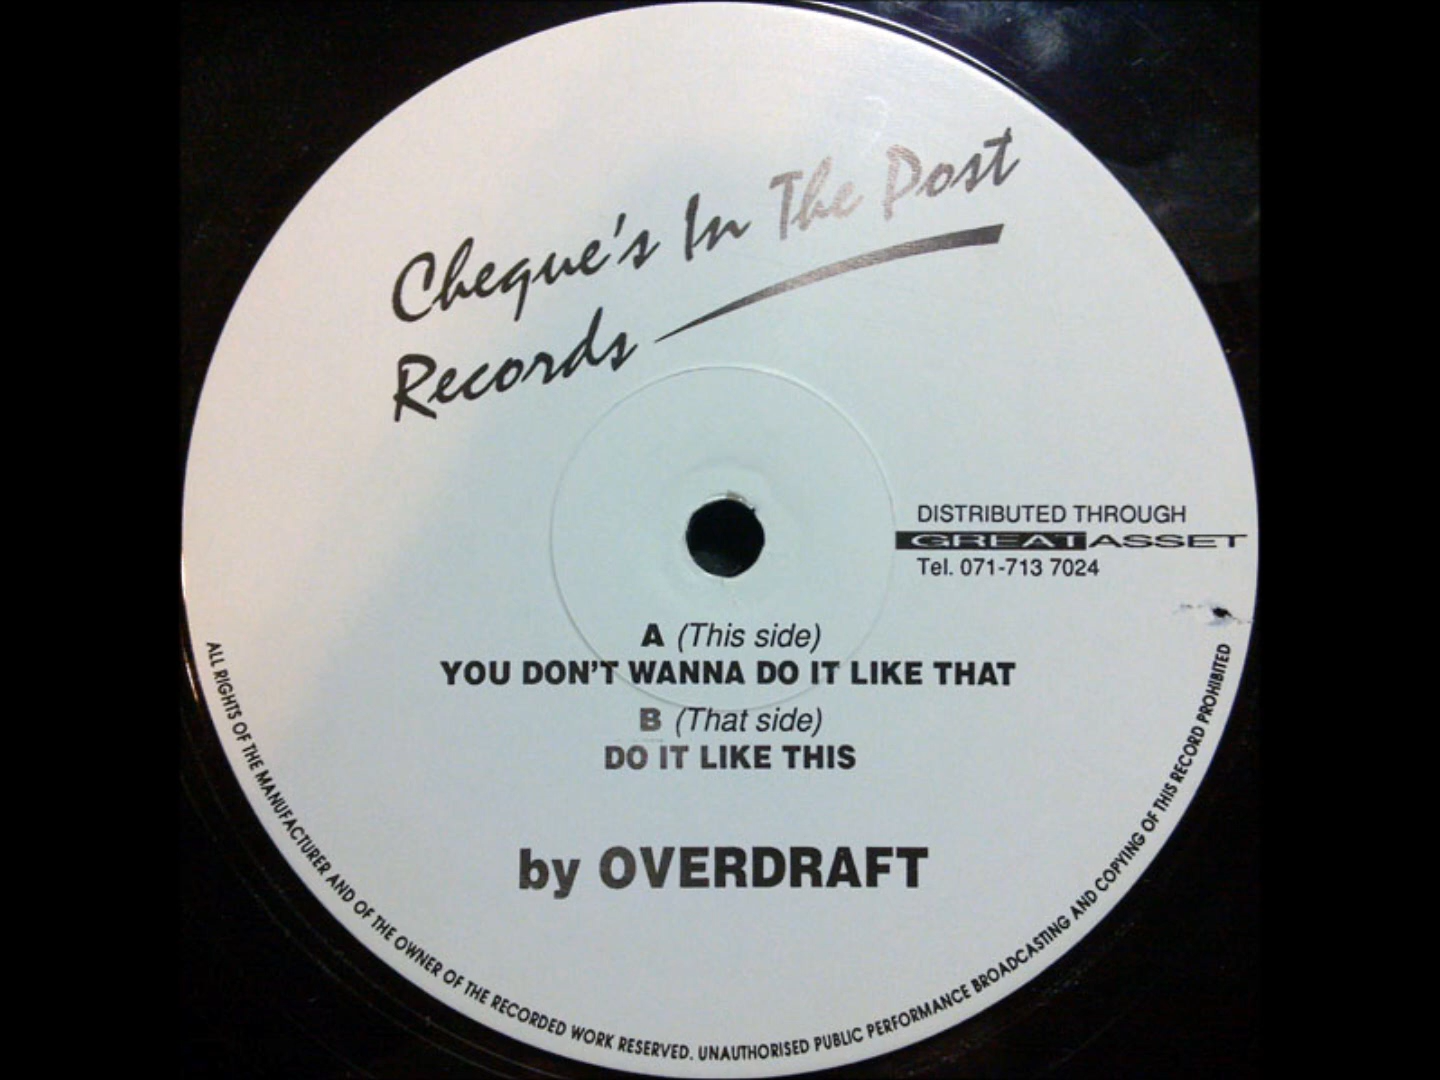 Cheque's In The Post
Records
DISTRIBUTED THROUGH
GREAT ASSET
Tel. 071-713 7024
A (This side)
YOU DON'T WANNA DO IT LIKE THAT
B (That side)
DO IT LIKE THIS
by OVERDRAFT
ALL RIGHTS OF THE MANUFACTURER AND OF THE OWNER OF THE RECORDED WORK RESERVED. UNAUTHORISED PUBLIC PERFORMANCE BROADCASTING AND COPYING OF THIS RECORD PROHIBITED